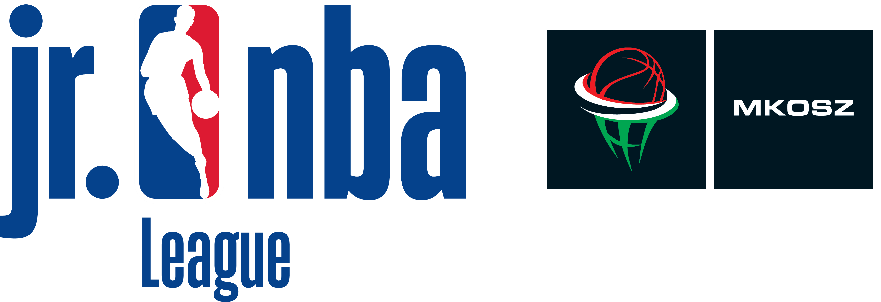 jr. nba
League
MKOSZ